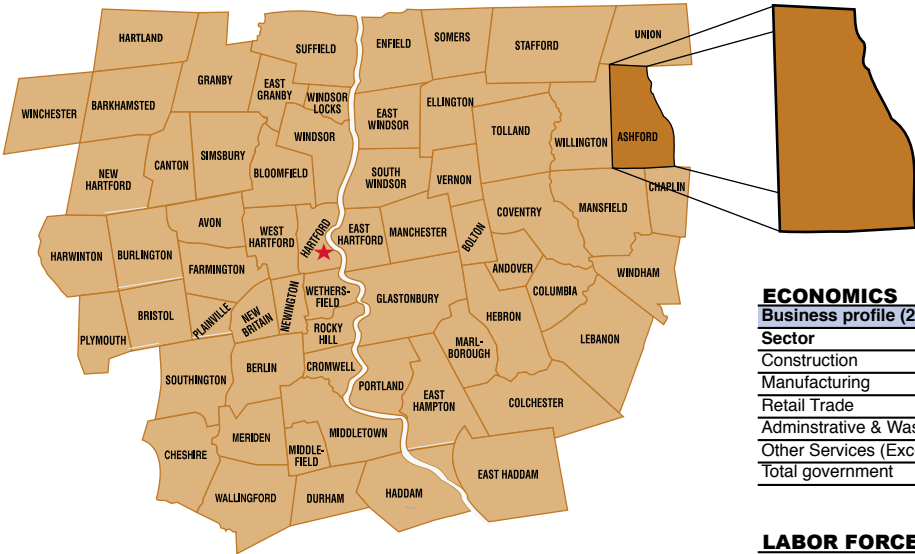 HARTLAND
SUFFIELD
ENFIELD
SOMERS
STAFFORD
UNION
GRANBY
EAST
GRANBY
WINDSOR
LOCKS
WINCHESTER
BARKHAMSTED
EAST
WINDSOR
ELLINGTON
TOLLAND
WILLINGTON
ASHFORD
WINDSOR
NEW
HARTFORD
CANTON
SIMSBURY
BLOOMFIELD
SOUTH
WINDSOR
VERNON
CHAPLIN
COVENTRY
MANSFIELD
AVON
WEST
HARTFORD
HARTFORD
EAST
HARTFORD
MANCHESTER
BOLTON
HARWINTON
BURLINGTON
FARMINGTON
ANDOVER
WINDHAM
COLUMBIA
PLYMOUTH
BRISTOL
PLAINVILLE
NEW
BRITAIN
NEWINGTON
WETHERS-
FIELD
GLASTONBURY
HEBRON
LEBANON
ROCKY
HILL
MARL-
BOROUGH
SOUTHINGTON
BERLIN
CROMWELL
PORTLAND
EAST
HAMPTON
COLCHESTER
CHESHIRE
MERIDEN
MIDDLE-
FIELD
MIDDLETOWN
WALLINGFORD
DURHAM
HADDAM
EAST HADDAM
ECONOMICS
Business profile (2
Sector
Construction
Manufacturing
Retail Trade
Adminstrative & Was
Other Services (Exc
Total government
LABOR FORCE